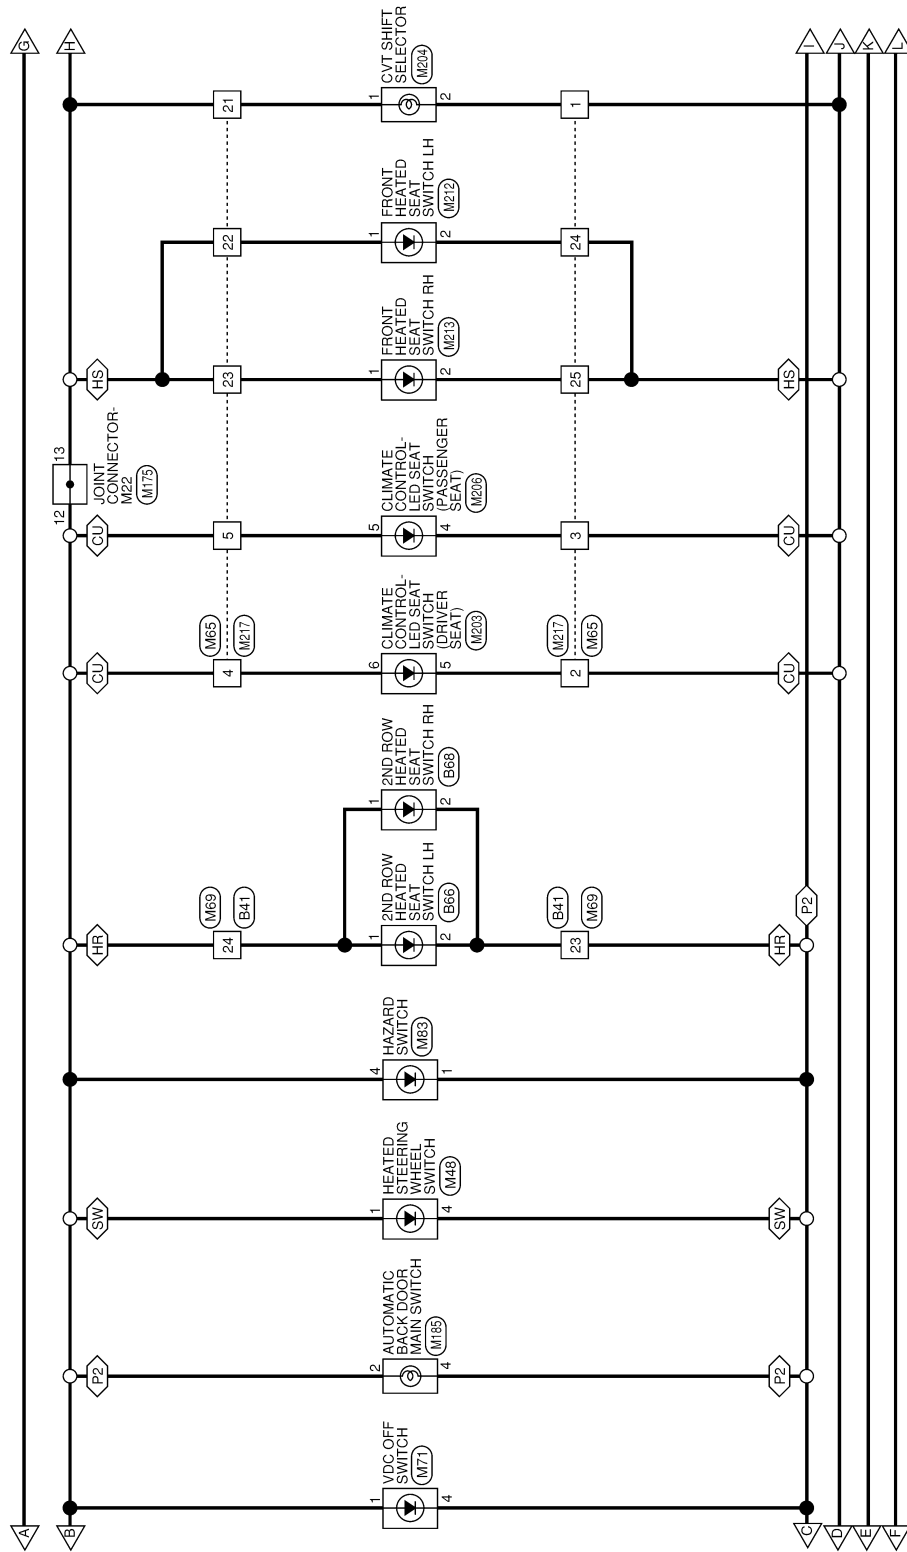 A
G
B
H
P2
SW
HR
CU
CU
12
13
JOINT
CONNECTOR-
M22
M175
HS
M69
B41
24
M65
M217
4
5
23
22
21
1
VDC OFF
SWITCH
M71
4
2
AUTOMATIC
BACK DOOR
MAIN SWITCH
M185
4
1
HEATED
STEERING
WHEEL
SWITCH
M48
4
4
HAZARD
SWITCH
M83
1
1
2ND ROW
HEATED
SEAT
SWITCH LH
B66
2
1
2ND ROW
HEATED
SEAT
SWITCH RH
B68
2
6
CLIMATE
CONTROL-
LED SEAT
SWITCH
(DRIVER
SEAT)
M203
5
5
CLIMATE
CONTROL-
LED SEAT
SWITCH
(PASSENGER
SEAT)
M206
4
1
FRONT
HEATED
SEAT
SWITCH RH
M213
2
1
FRONT
HEATED
SEAT
SWITCH LH
M212
2
1
CVT SHIFT
SELECTOR
M204
2
B41
M69
23
M217
M65
2
3
25
24
1
P2
SW
HR
CU
CU
HS
C
P2
I
D
J
E
K
F
L